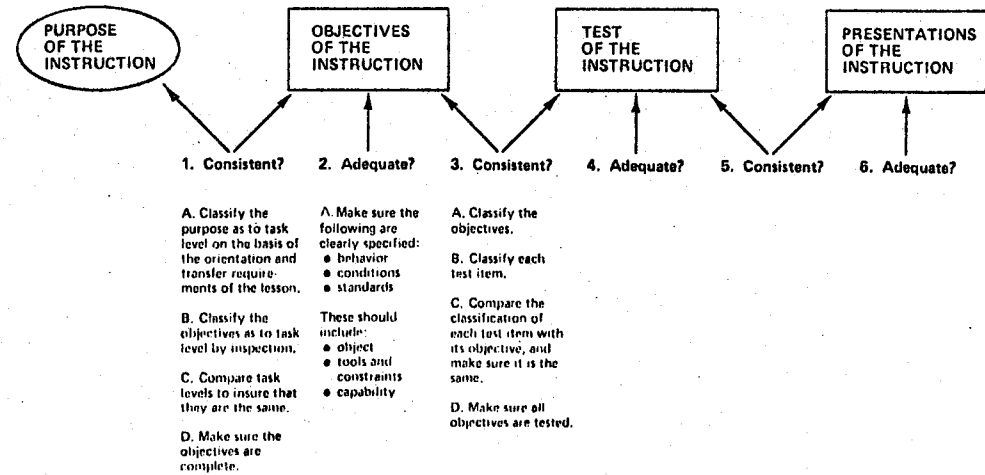 PURPOSE
OF THE
INSTRUCTION
OBJECTIVES
OF THE
INSTRUCTION
TEST
OF THE
INSTRUCTION
PRESENTATIONS
OF THE
INSTRUCTION
1. Consistent?
2. Adequate?
3. Consistent?
4. Adequate?
5. Consistent?
6. Adequate?
A. Classify the
purpose as to task
level on the basis of
the orientation and
transfer require-
ments of the lesson.
B. Classify the
objectives as to task
level by inspection.
C. Compare task
levels to insure that
they are the same.
D. Make sure the
objectives are
complete.
A. Make sure the
following are
clearly specified:
● behavior
● conditions
● standards
These should
include:
● object
● tools and
constraints
● capability
A. Classify the
objectives.
B. Classify each
test item.
C. Compare the
classification of
each test item with
its objective, and
make sure it is the
same.
D. Make sure all
objectives are tested.